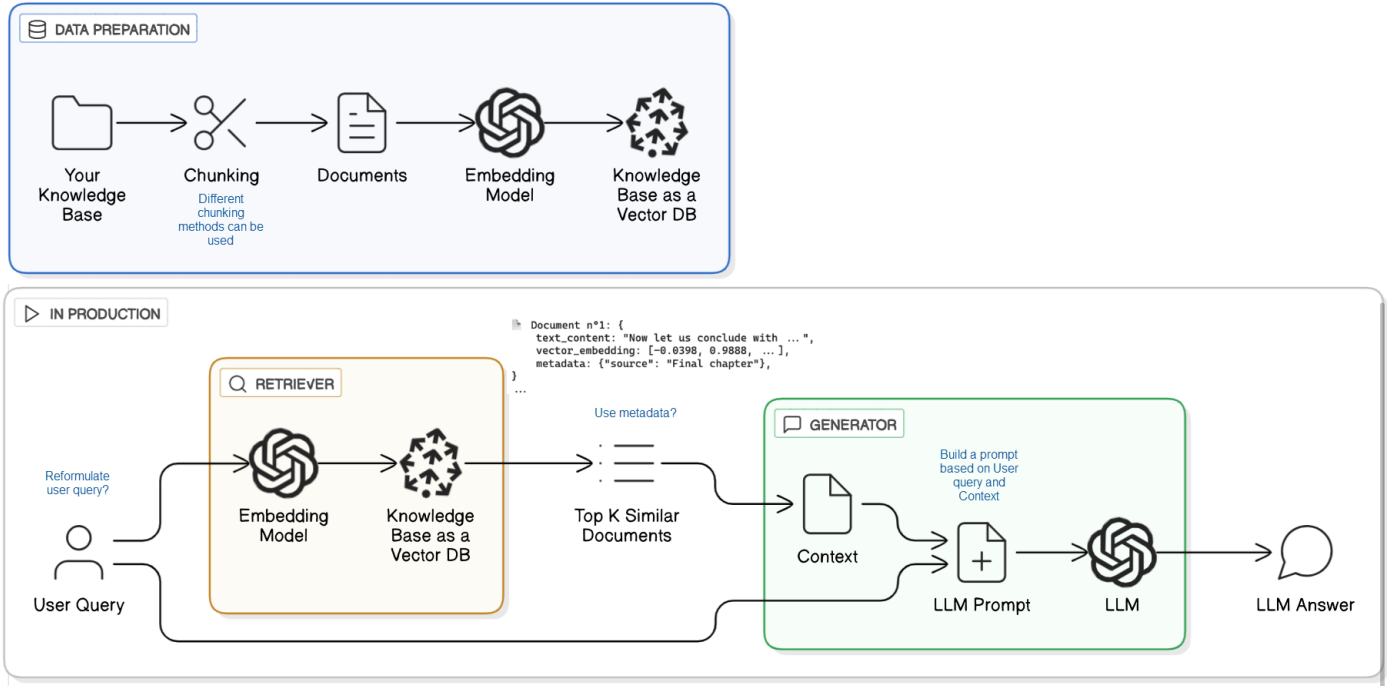 DATA PREPARATION
Your
Knowledge
Base
Chunking
Different
chunking
methods can be
used
Documents
Embedding
Model
Knowledge
Base as a
Vector DB
IN PRODUCTION
Document n°1: {
text_content: "Now let us conclude with ...",
vector_embedding: [-0.0398, 0.9888, ...],
metadata: {"source": "Final chapter"},
}
...
Reformulate
user query?
User Query
RETRIEVER
Embedding
Model
Knowledge
Base as a
Vector DB
Use metadata?
Top K Similar
Documents
GENERATOR
Context
Build a prompt
based on User
query and
Context
LLM Prompt
LLM
LLM Answer